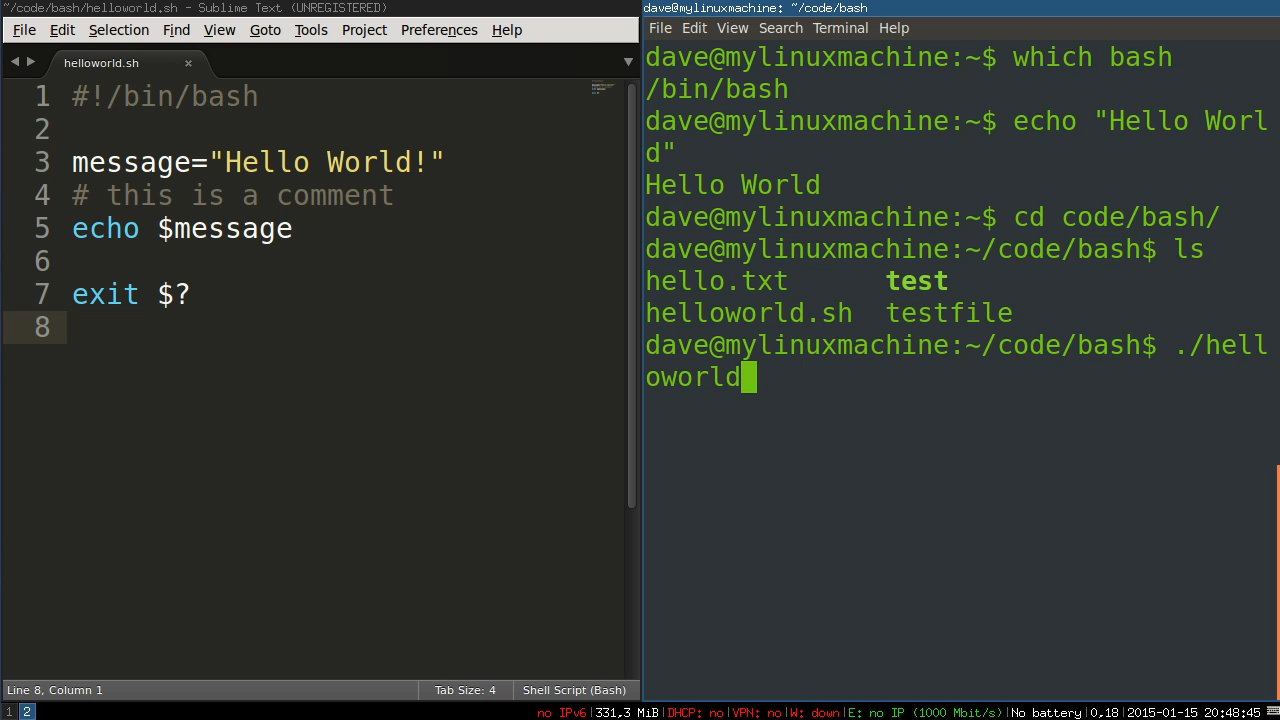 ~/code/bash/helloworld.sh - Sublime Text (UNREGISTERED)
File Edit Selection Find View Goto Tools Project Preferences Help
helloworld.sh ×
1 #!/bin/bash
2
3 message="Hello World!"
4 # this is a comment
5 echo $message
6
7 exit $?
8
Line 8, Column 1 Tab Size: 4 Shell Script (Bash)
dave@mylinuxmachine: ~/code/bash
File Edit View Search Terminal Help
dave@mylinuxmachine:~$ which bash
/bin/bash
dave@mylinuxmachine:~$ echo "Hello Worl
d"
Hello World
dave@mylinuxmachine:~$ cd code/bash/
dave@mylinuxmachine:~/code/bash$ ls
hello.txt test
helloworld.sh testfile
dave@mylinuxmachine:~/code/bash$ ./hell
oworld
1 2 no IPv6|331,3 MiB|DHCP: no|VPN: no|W: down|E: no IP (1000 Mbit/s)|No battery|0,18|2015-01-15 20:48:45